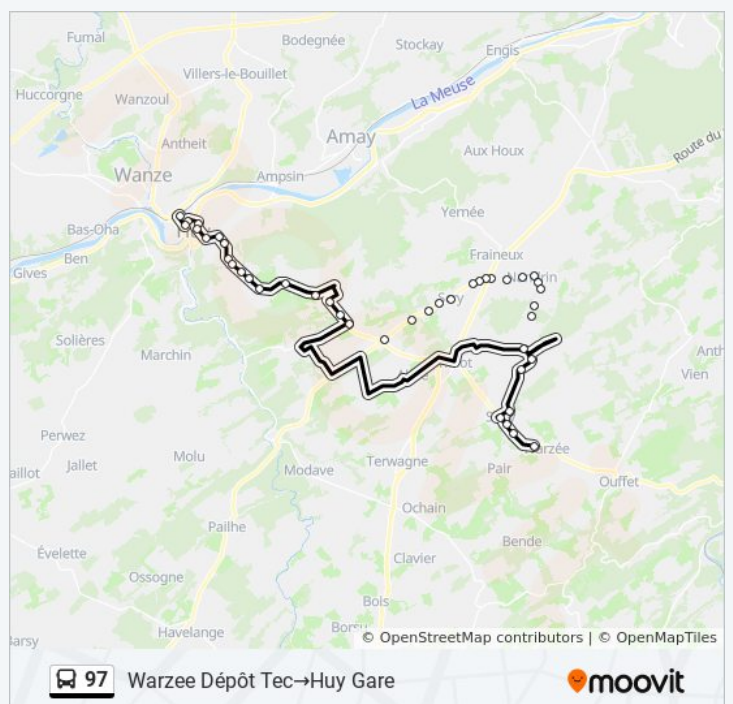 Fumal
Bodegnée
Stockay
Engis
Villers-le-Bouillet
Huccorgne
Wanzoul
La Meuse
Antheit
Amay
Route du
Aux Houx
Wanze
Ampsin
Yernée
Bas-Oha
Ben
Fraineux
Gives
Solières
Marchin
Anth
Vien
Perwez
Jallet
Molu
Terwagne
Pair
aillot
Modave
Ouffet
Ochain
Pailhe
Bende
Évelette
Clavier
Ossogne
Bois
Borsu
Barsy
Havelange
© OpenStreetMap contributors | © OpenMapTiles
97 Warzee Dépôt Tec→Huy Gare
moovit